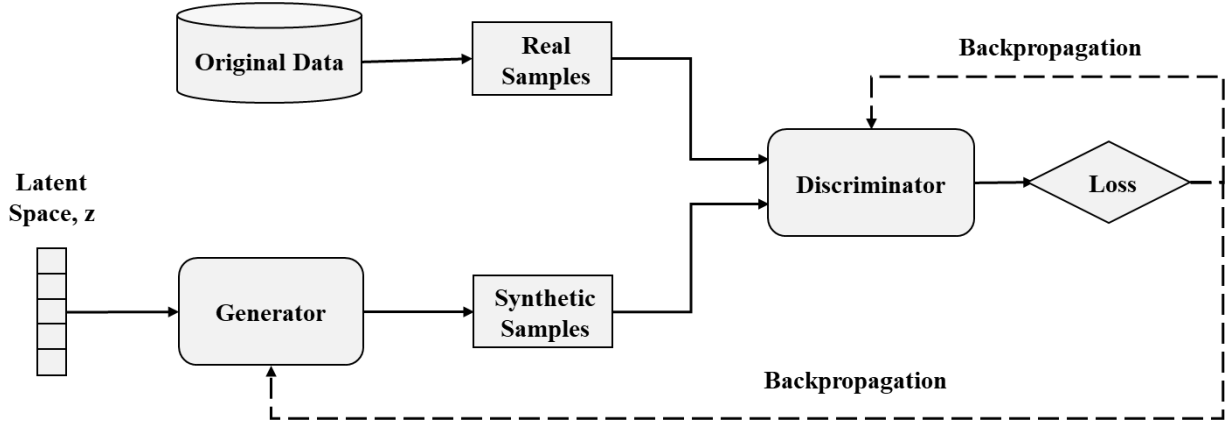 Original Data
Real
Samples
Backpropagation
Latent
Space, z
Discriminator
Loss
Generator
Synthetic
Samples
Backpropagation